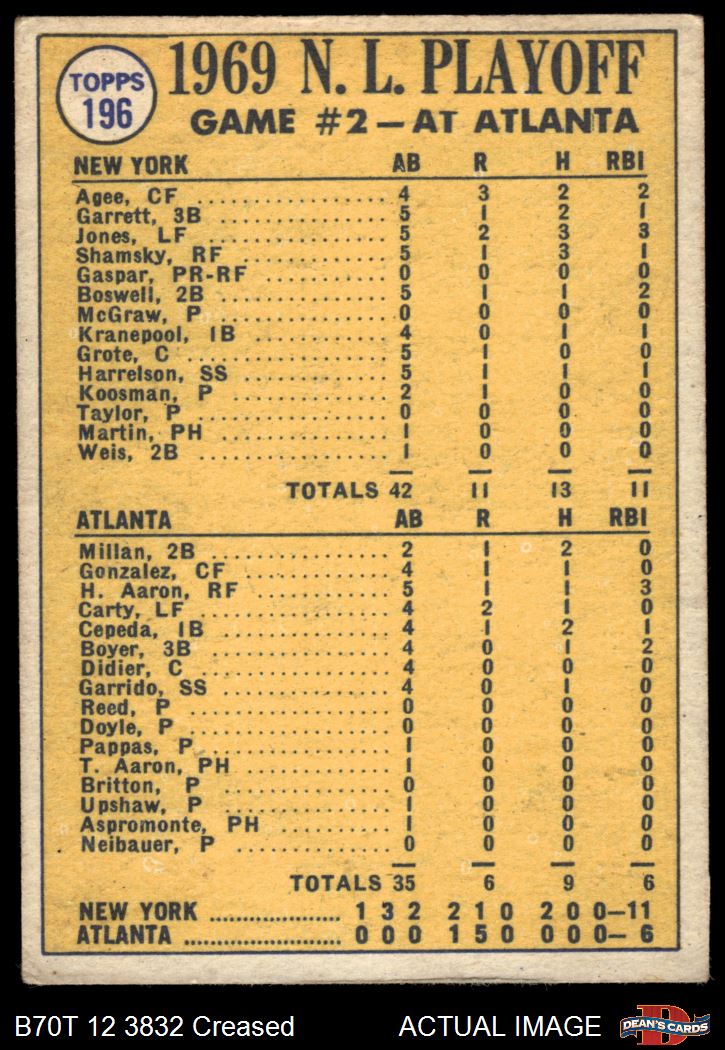 TOPPS
196
1969 N. L. PLAYOFF
GAME #2 — AT ATLANTA
NEW YORK AB R H RBI
Agee, CF .................... 4 3 2 2
Garrett, 3B .................. 5 1 2 1
Jones, LF .................... 5 2 3 3
Shamsky, RF .................. 5 1 3 1
Gaspar, PR-RF ................ 0 0 0 0
Boswell, 2B .................. 5 1 1 2
McGraw, P .................... 0 0 0 0
Kranepool, 1B ................ 4 0 1 1
Grote, C ..................... 5 1 0 0
Harrelson, SS ................ 5 1 1 1
Koosman, P ................... 2 1 0 0
Taylor, P .................... 0 0 0 0
Martin, PH ................... 1 0 0 0
Weis, 2B ..................... 1 0 0 0
TOTALS 42 11 13 11
ATLANTA AB R H RBI
Millan, 2B ................... 2 1 2 0
Gonzalez, CF ................. 4 1 1 0
H. Aaron, RF ................. 5 1 1 3
Carty, LF .................... 4 2 1 0
Cepeda, 1B ................... 4 1 2 1
Boyer, 3B .................... 4 0 1 2
Didier, C .................... 4 0 0 0
Garrido, SS .................. 4 0 1 0
Reed, P ...................... 0 0 0 0
Doyle, P ..................... 0 0 0 0
Pappas, P .................... 1 0 0 0
T. Aaron, PH ................. 1 0 0 0
Britton, P ................... 0 0 0 0
Upshaw, P .................... 1 0 0 0
Aspromonte, PH ............... 1 0 0 0
Neibauer, P .................. 0 0 0 0
TOTALS 35 6 9 6
NEW YORK .................... 1 3 2 2 1 0 2 0 0—11
ATLANTA ..................... 0 0 0 1 5 0 0 0 0— 6
B70T 12 3832 Creased ACTUAL IMAGE
D
DEAN'S CARDS